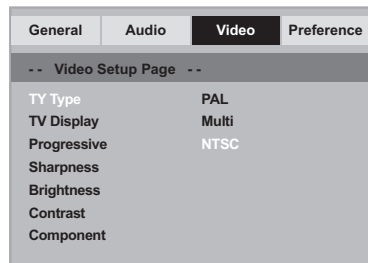 General Audio Video Preference
-- Video Setup Page --
TY Type PAL
TV Display Multi
Progressive NTSC
Sharpness
Brightness
Contrast
Component